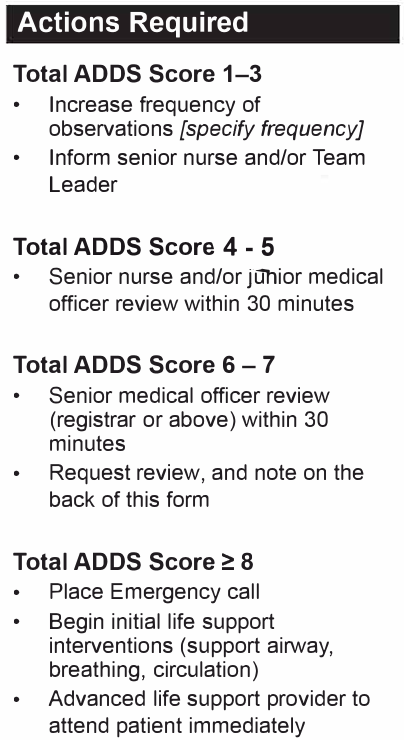 Actions Required
Total ADDS Score 1–3
• Increase frequency of
observations [specify frequency]
• Inform senior nurse and/or Team
Leader
Total ADDS Score 4 - 5
• Senior nurse and/or junior medical
officer review within 30 minutes
Total ADDS Score 6 – 7
• Senior medical officer review
(registrar or above) within 30
minutes
• Request review, and note on the
back of this form
Total ADDS Score ≥ 8
• Place Emergency call
• Begin initial life support
interventions (support airway,
breathing, circulation)
• Advanced life support provider to
attend patient immediately